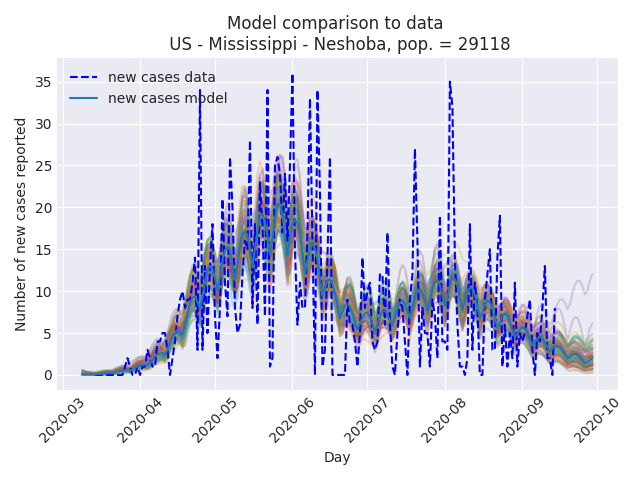 Model comparison to data
US - Mississippi - Neshoba, pop. = 29118
new cases data
new cases model
Number of new cases reported
35
30
25
20
15
10
5
0
2020-03
2020-04
2020-05
2020-06
2020-07
2020-08
2020-09
2020-10
Day